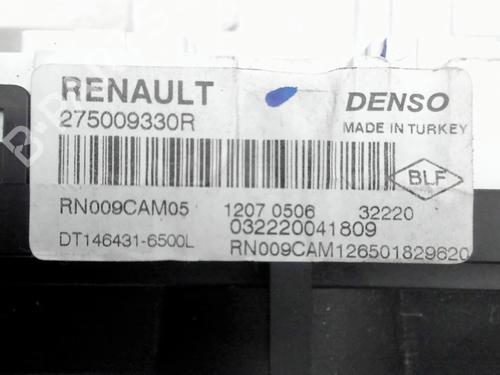 RENAULT
275009330R
DENSO
MADE IN TURKEY
BLF
RN009CAM05 1207 0506 32220
032220041809
DT146431-6500L RN009CAM126501829620